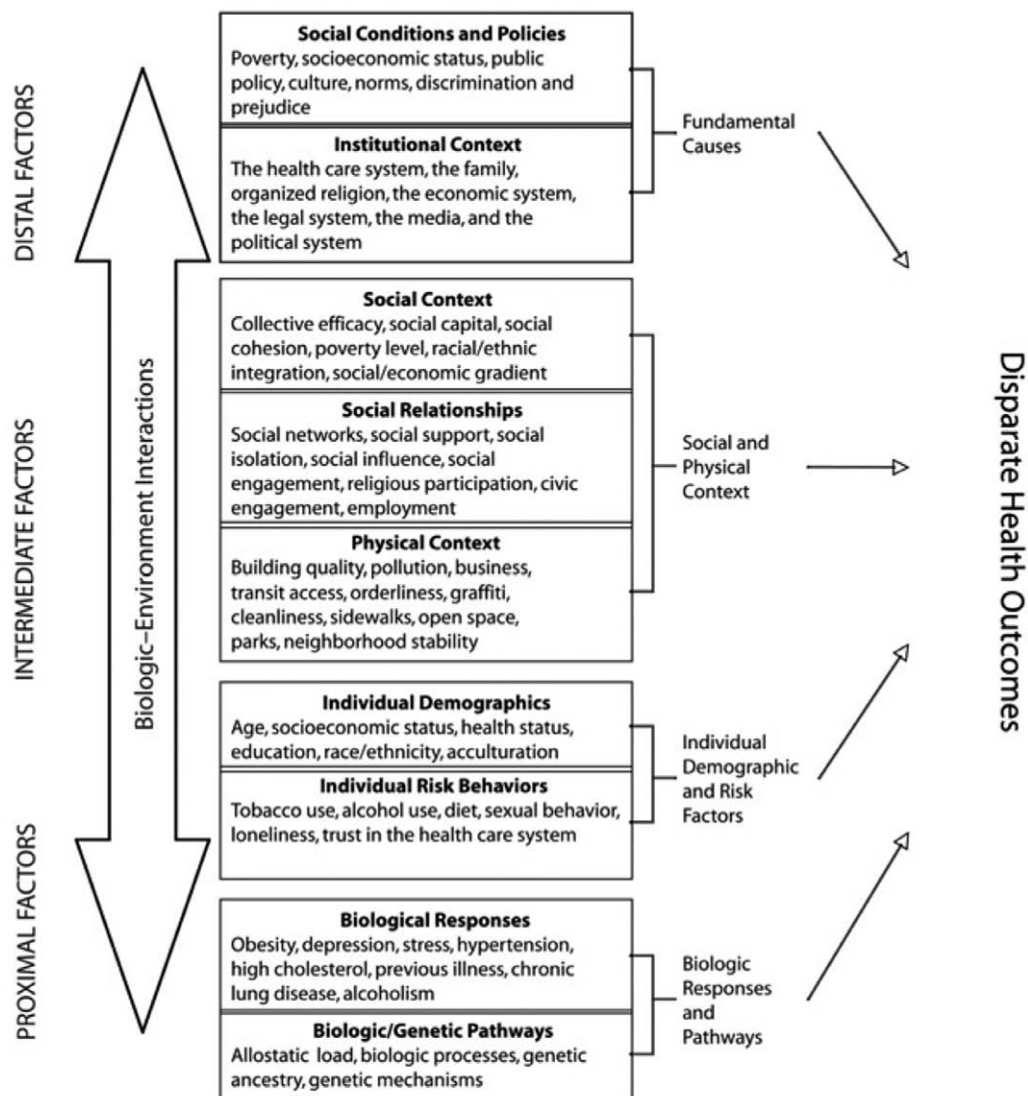 DISTAL FACTORS
INTERMEDIATE FACTORS
PROXIMAL FACTORS
Biologic–Environment Interactions
Social Conditions and Policies
Poverty, socioeconomic status, public
policy, culture, norms, discrimination and
prejudice
Institutional Context
The health care system, the family,
organized religion, the economic system,
the legal system, the media, and the
political system
Fundamental
Causes
Social Context
Collective efficacy, social capital, social
cohesion, poverty level, racial/ethnic
integration, social/economic gradient
Social Relationships
Social networks, social support, social
isolation, social influence, social
engagement, religious participation, civic
engagement, employment
Physical Context
Building quality, pollution, business,
transit access, orderliness, graffiti,
cleanliness, sidewalks, open space,
parks, neighborhood stability
Social and
Physical
Context
Individual Demographics
Age, socioeconomic status, health status,
education, race/ethnicity, acculturation
Individual Risk Behaviors
Tobacco use, alcohol use, diet, sexual behavior,
loneliness, trust in the health care system
Individual
Demographic
and Risk
Factors
Biological Responses
Obesity, depression, stress, hypertension,
high cholesterol, previous illness, chronic
lung disease, alcoholism
Biologic/Genetic Pathways
Allostatic load, biologic processes, genetic
ancestry, genetic mechanisms
Biologic
Responses
and
Pathways
Disparate Health Outcomes